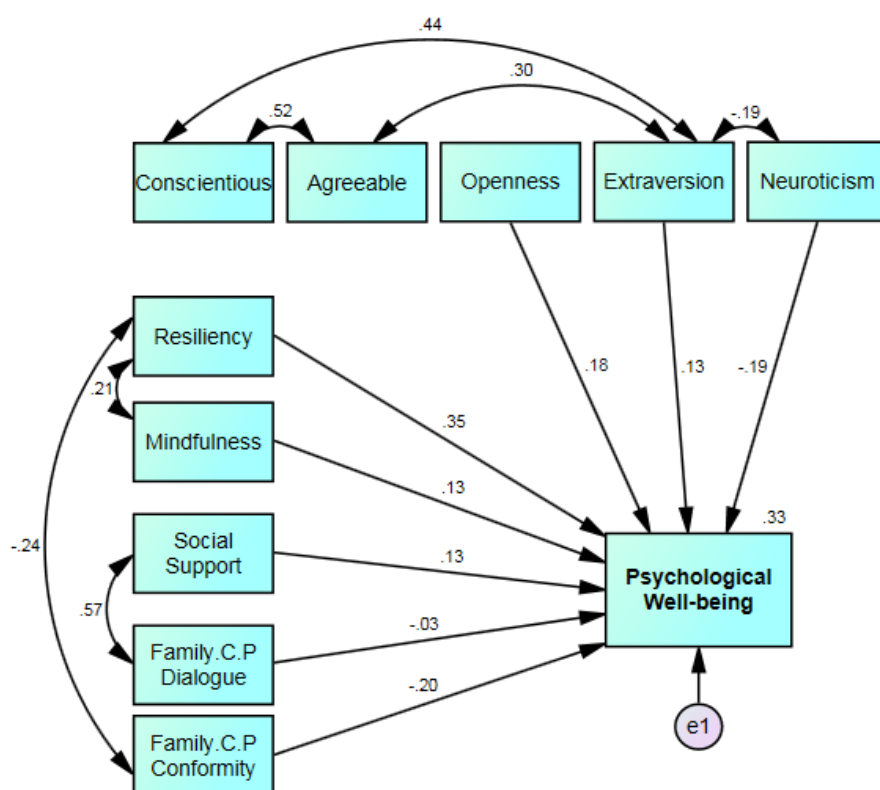 .44
.30
.52
-.19
Conscientious
Agreeable
Openness
Extraversion
Neuroticism
Resiliency
.18
.13
-.19
.21
.35
Mindfulness
.13
-.24
Social
Support
.13
.33
Psychological
Well-being
.57
-.03
Family.C.P
Dialogue
-.20
Family.C.P
Conformity
e1